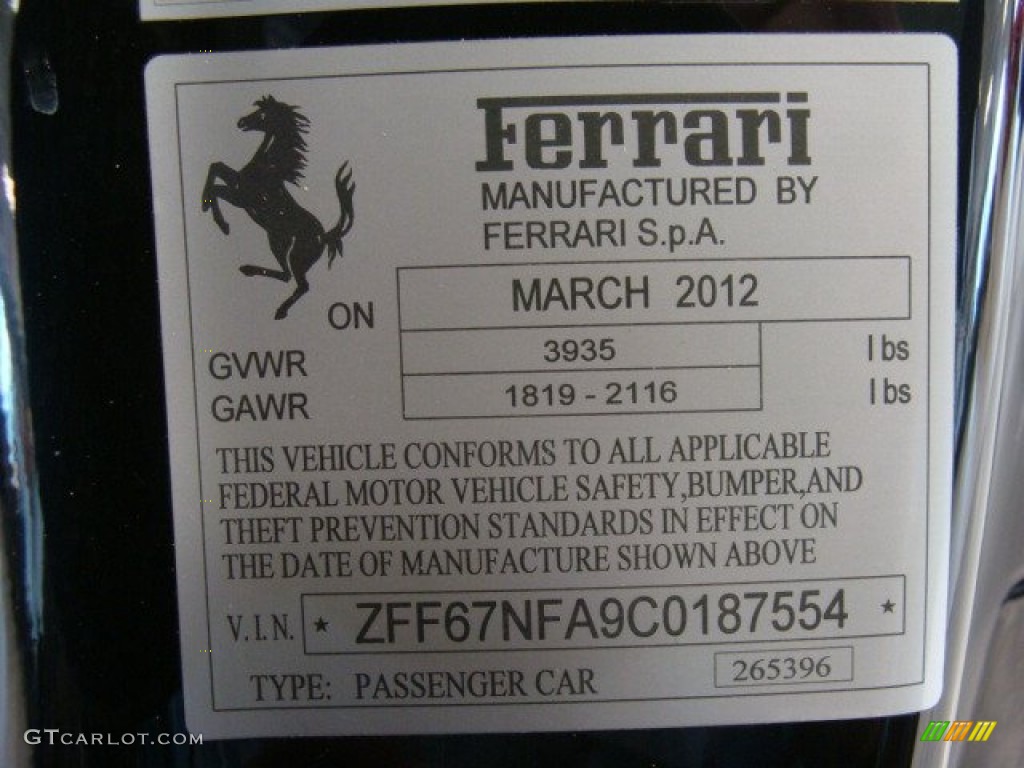 Ferrari
MANUFACTURED BY
FERRARI S.p.A.
ON MARCH 2012
GVWR 3935 lbs
GAWR 1819 - 2116 lbs
THIS VEHICLE CONFORMS TO ALL APPLICABLE
FEDERAL MOTOR VEHICLE SAFETY,BUMPER,AND
THEFT PREVENTION STANDARDS IN EFFECT ON
THE DATE OF MANUFACTURE SHOWN ABOVE
V.I.N. ★ ZFF67NFA9C0187554 ★
TYPE: PASSENGER CAR 265396
GTCARLOT.COM